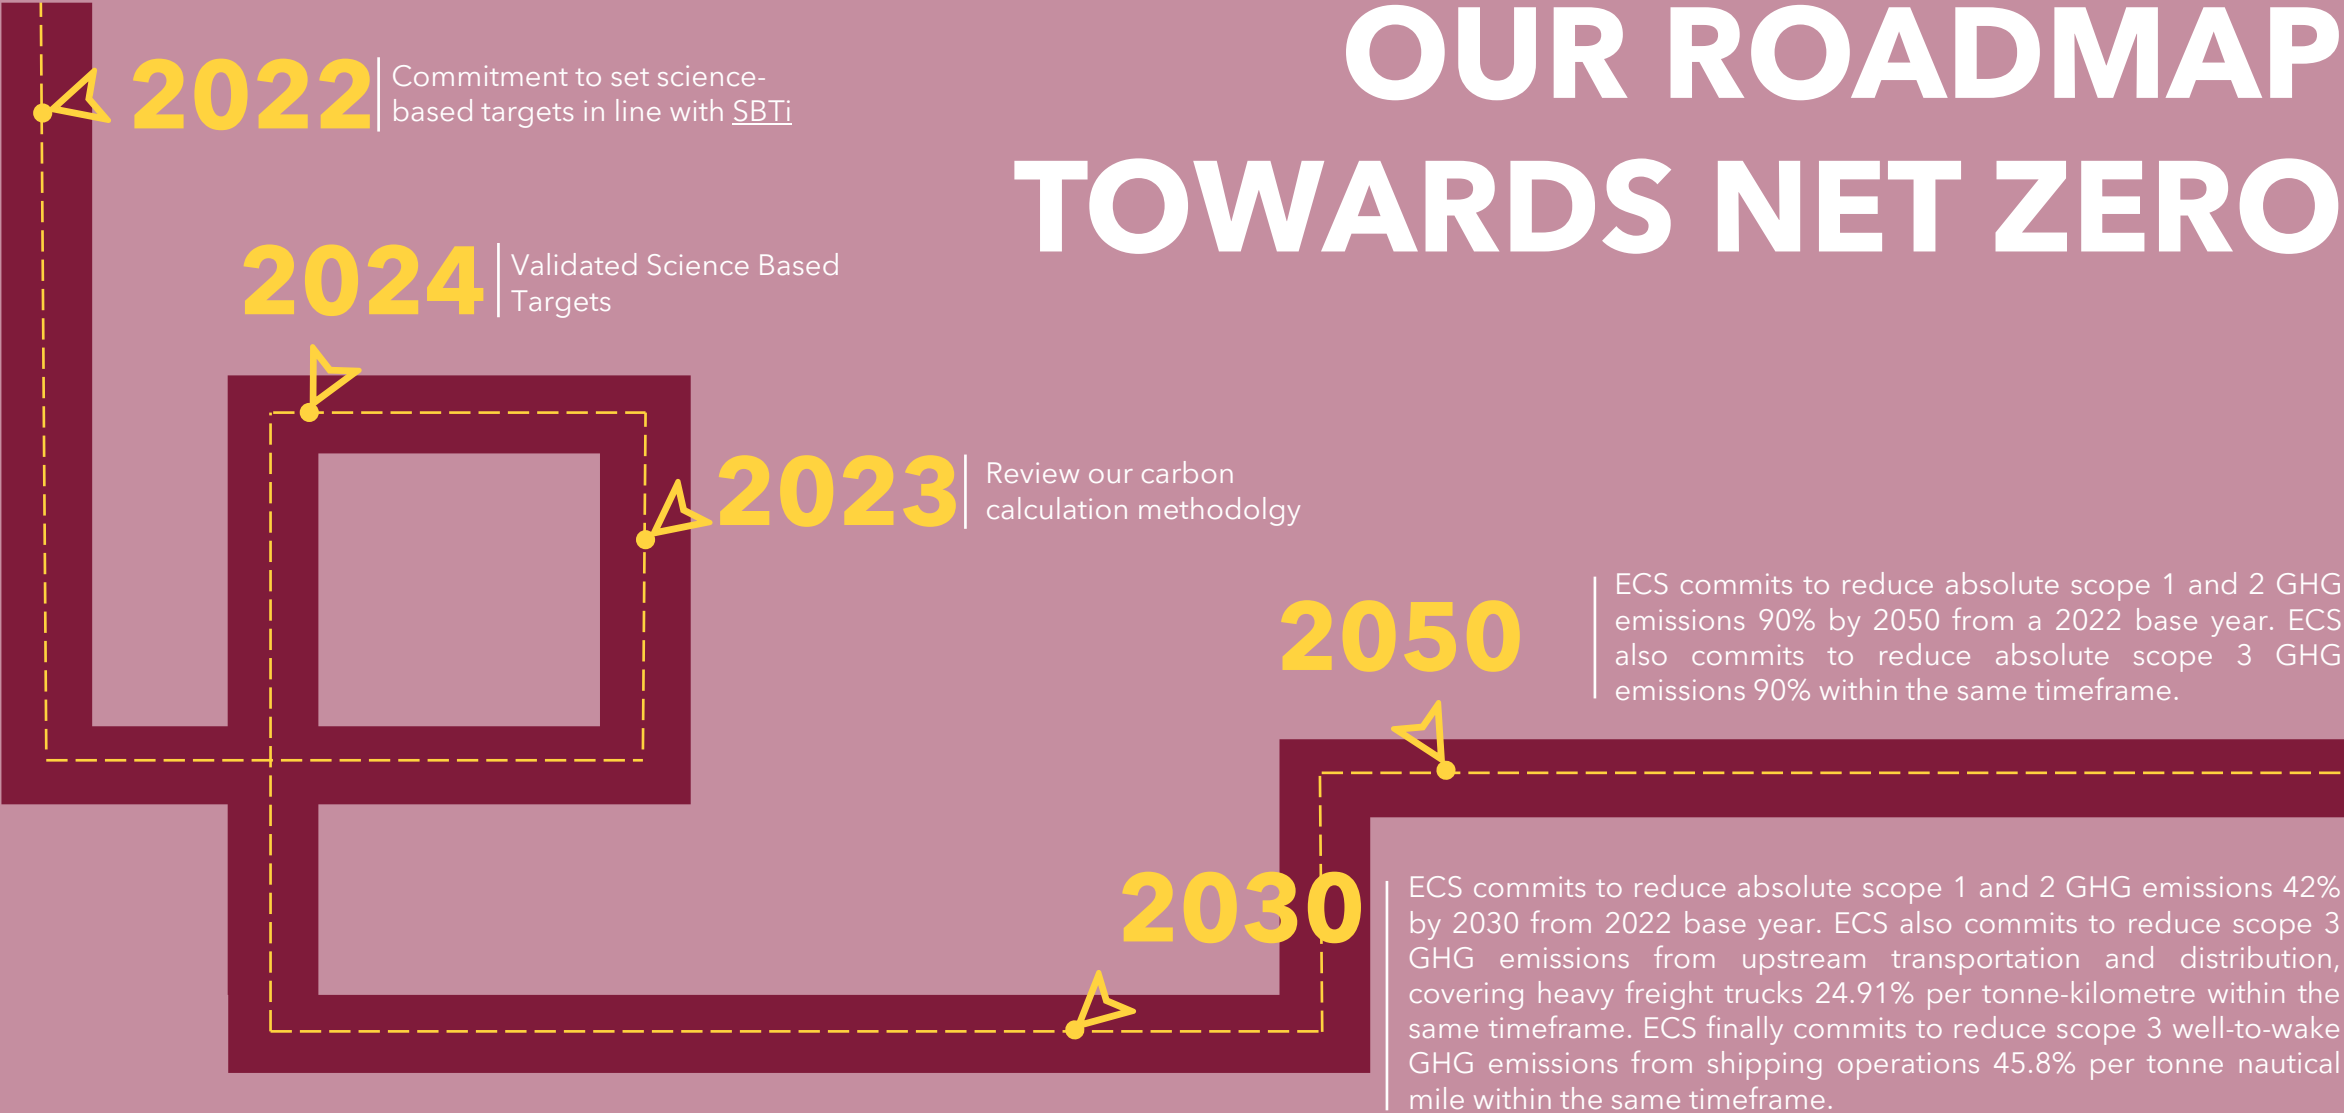 OUR ROADMAP
TOWARDS NET ZERO
2022
Commitment to set science-
based targets in line with SBTi
2024
Validated Science Based
Targets
2023
Review our carbon
calculation methodolgy
2050
ECS commits to reduce absolute scope 1 and 2 GHG
emissions 90% by 2050 from a 2022 base year. ECS
also commits to reduce absolute scope 3 GHG
emissions 90% within the same timeframe.
2030
ECS commits to reduce absolute scope 1 and 2 GHG emissions 42%
by 2030 from 2022 base year. ECS also commits to reduce scope 3
GHG emissions from upstream transportation and distribution,
covering heavy freight trucks 24.91% per tonne-kilometre within the
same timeframe. ECS finally commits to reduce scope 3 well-to-wake
GHG emissions from shipping operations 45.8% per tonne nautical
mile within the same timeframe.